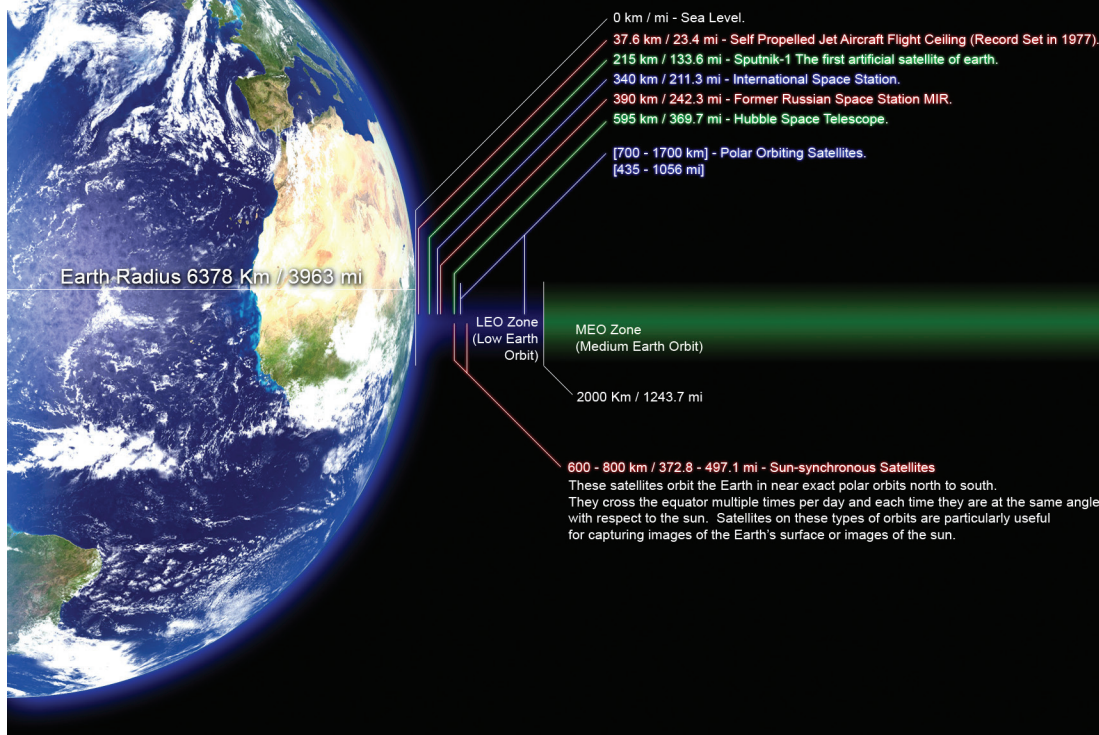 0 km / mi - Sea Level.
37.6 km / 23.4 mi - Self Propelled Jet Aircraft Flight Ceiling (Record Set in 1977).
215 km / 133.6 mi - Sputnik-1 The first artificial satellite of earth.
340 km / 211.3 mi - International Space Station.
390 km / 242.3 mi - Former Russian Space Station MIR.
595 km / 369.7 mi - Hubble Space Telescope.
[700 - 1700 km] - Polar Orbiting Satellites.
[435 - 1056 mi]
Earth Radius 6378 Km / 3963 mi
LEO Zone
(Low Earth
Orbit)
MEO Zone
(Medium Earth Orbit)
2000 Km / 1243.7 mi
600 - 800 km / 372.8 - 497.1 mi - Sun-synchronous Satellites
These satellites orbit the Earth in near exact polar orbits north to south.
They cross the equator multiple times per day and each time they are at the same angle
with respect to the sun.  Satellites on these types of orbits are particularly useful
for capturing images of the Earth's surface or images of the sun.